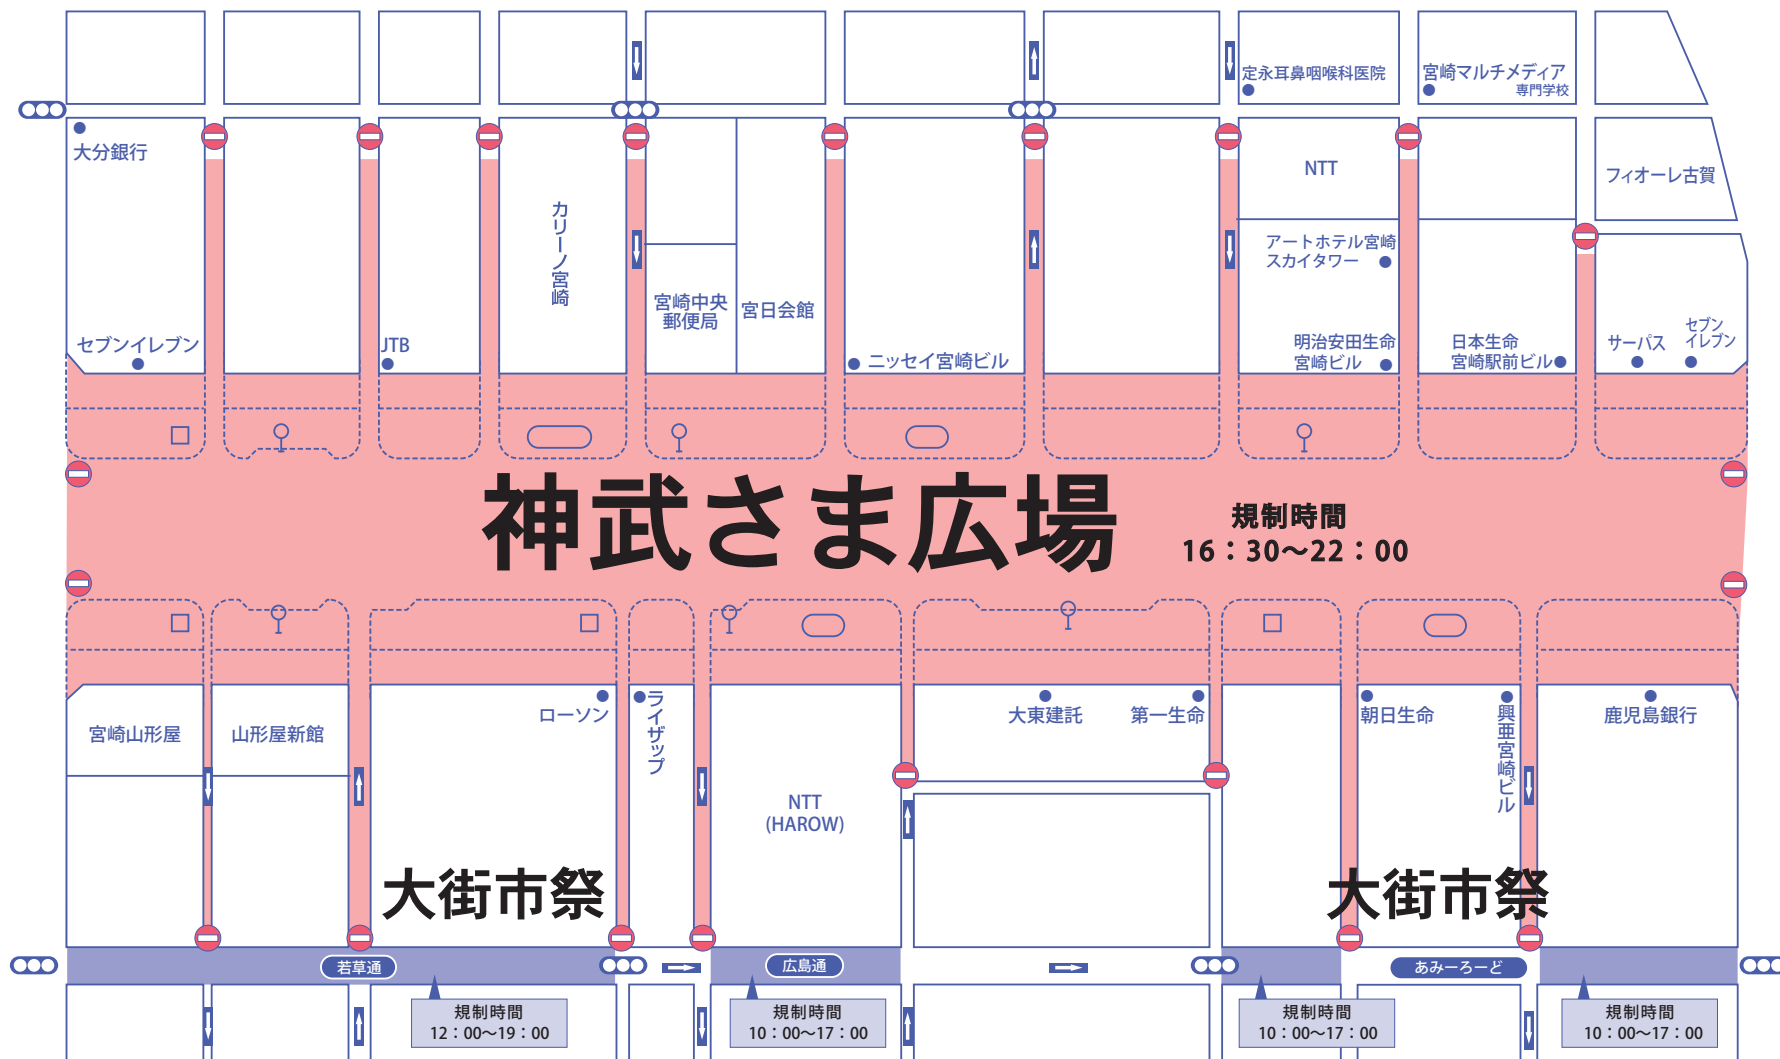 定永耳鼻咽喉科医院
宮崎マルチメディア
専門学校
大分銀行
NTT
フィオーレ古賀
カリーノ宮崎
アートホテル宮崎
スカイタワー
宮崎中央
郵便局
宮日会館
セブンイレブン
JTB
ニッセイ宮崎ビル
明治安田生命
宮崎ビル
日本生命
宮崎駅前ビル
サーパス
セブン
イレブン
神武さま広場
規制時間
16：30〜22：00
宮崎山形屋
山形屋新館
ローソン
ライザップ
NTT
(HAROW)
大東建託
第一生命
朝日生命
興亜宮崎ビル
鹿児島銀行
大街市祭
大街市祭
若草通
広島通
あみーろーど
規制時間
12：00〜19：00
規制時間
10：00〜17：00
規制時間
10：00〜17：00
規制時間
10：00〜17：00